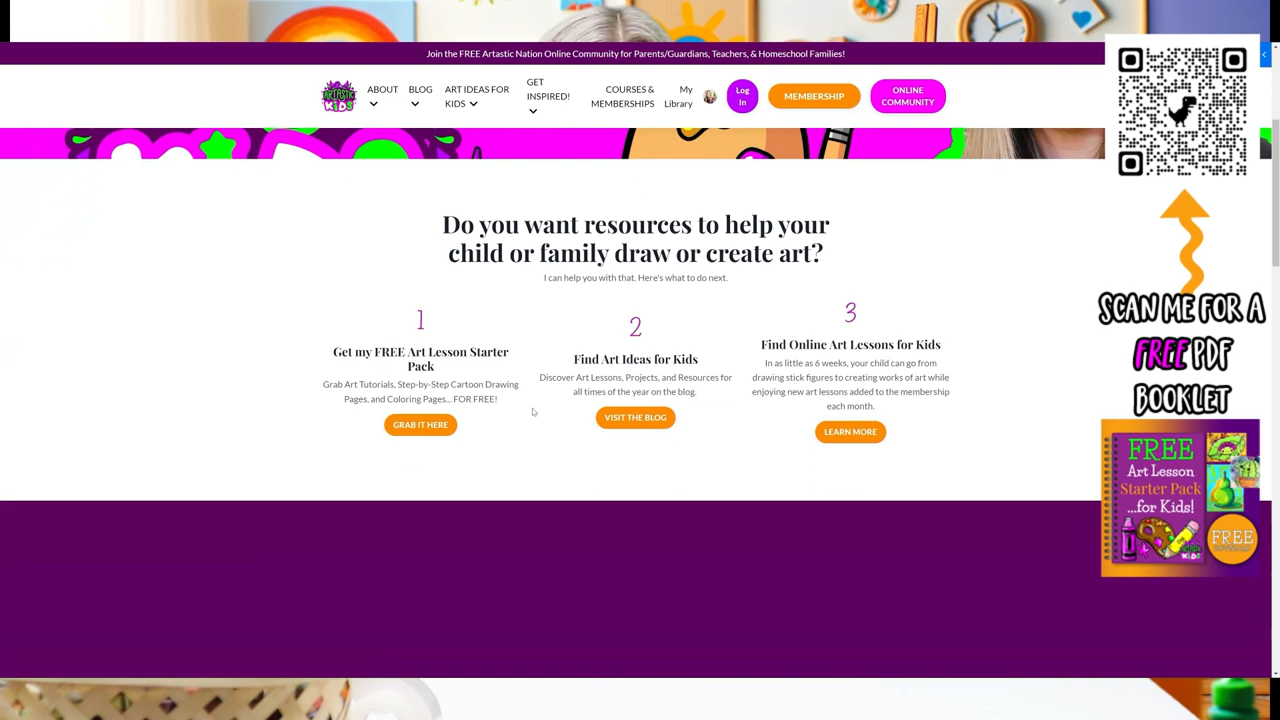 Join the FREE Artastic Nation Online Community for Parents/Guardians, Teachers, & Homeschool Families!
ARTASTIC
KIDS
ABOUT
BLOG
ART IDEAS FOR
KIDS
GET
INSPIRED!
COURSES &
MEMBERSHIPS
My
Library
Log
In
MEMBERSHIP
ONLINE
COMMUNITY
Do you want resources to help your
child or family draw or create art?
I can help you with that. Here's what to do next.
1
Get my FREE Art Lesson Starter
Pack
Grab Art Tutorials, Step-by-Step Cartoon Drawing
Pages, and Coloring Pages... FOR FREE!
GRAB IT HERE
2
Find Art Ideas for Kids
Discover Art Lessons, Projects, and Resources for
all times of the year on the blog.
VISIT THE BLOG
3
Find Online Art Lessons for Kids
In as little as 6 weeks, your child can go from
drawing stick figures to creating works of art while
enjoying new art lessons added to the membership
each month.
LEARN MORE
SCAN ME FOR A
FREE PDF
BOOKLET
FREE
Art Lesson
Starter Pack
...for Kids!
FREE